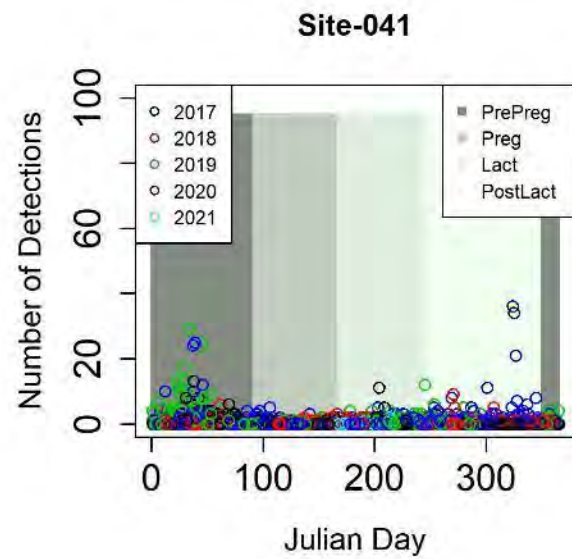 Site-041
Number of Detections
100
60
20
0
2017
2018
2019
2020
2021
PrePreg
Preg
Lact
PostLact
0
100
200
300
Julian Day